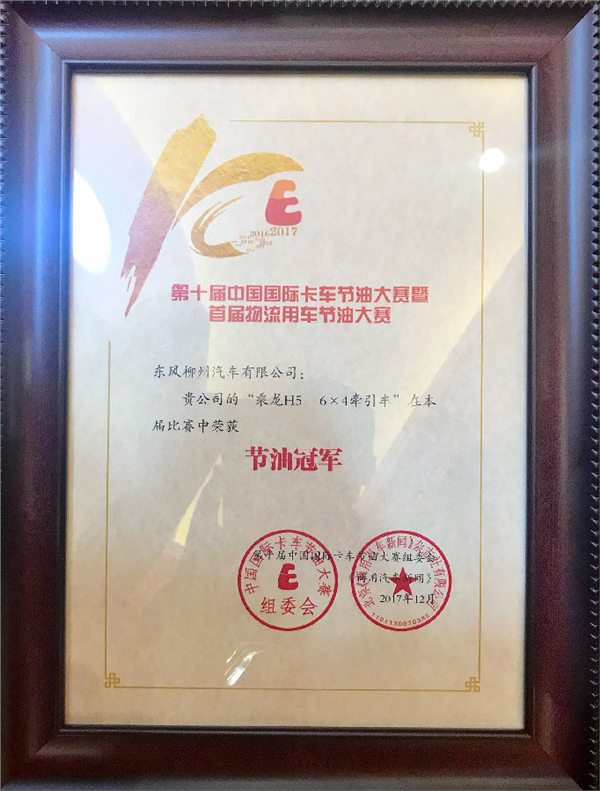 E
20162017
第十届中国国际卡车节油大赛暨
首届物流用车节油大赛
东风柳州汽车有限公司：
贵公司的“乘龙H5 6×4牵引车”在本
届比赛中荣获
节油冠军
第十届中国国际卡车节油大赛组委会
《商用汽车新闻》
2017年12月
中国国际卡车节油大赛
E
组委会